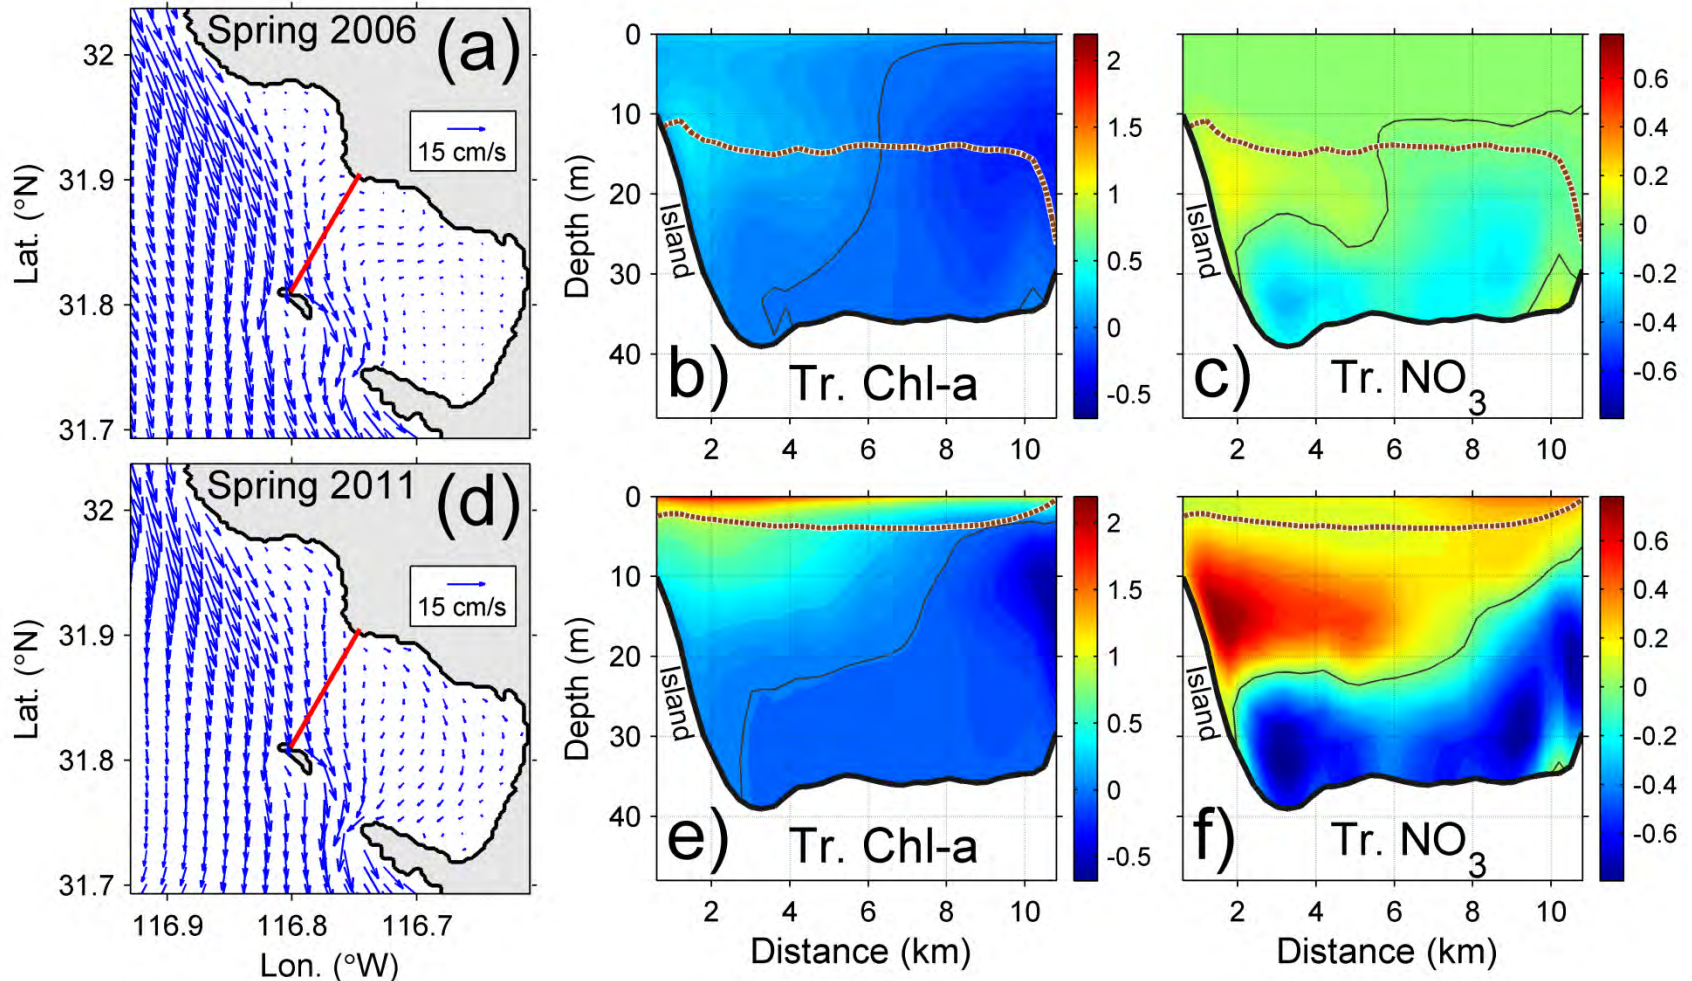 Spring 2006
(a)
15 cm/s
32
31.9
31.8
31.7
Lat. (°N)
0
10
20
30
40
Depth (m)
Island
b)
Tr. Chl-a
2 4 6 8 10
2
1.5
1
0.5
0
-0.5
Island
c)
Tr. NO3
2 4 6 8 10
0.6
0.4
0.2
0
-0.2
-0.4
-0.6
Spring 2011
(d)
15 cm/s
32
31.9
31.8
31.7
Lat. (°N)
116.9 116.8 116.7
Lon. (°W)
0
10
20
30
40
Depth (m)
Island
e)
Tr. Chl-a
2 4 6 8 10
Distance (km)
2
1.5
1
0.5
0
-0.5
Island
f)
Tr. NO3
2 4 6 8 10
Distance (km)
0.6
0.4
0.2
0
-0.2
-0.4
-0.6